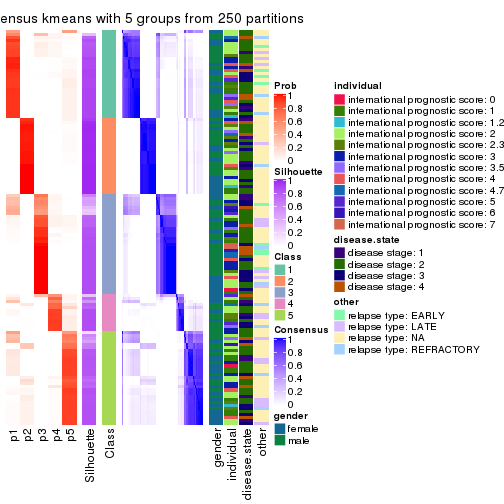 ensus kmeans with 5 groups from 250 partitions
Prob
1
0.8
0.6
0.4
0.2
0
Silhouette
1
0.8
0.6
0.4
0.2
0
Class
1
2
3
4
5
Consensus
1
0.8
0.6
0.4
0.2
0
gender
female
male
individual
international prognostic score: 0
international prognostic score: 1
international prognostic score: 1.2
international prognostic score: 2
international prognostic score: 2.3
international prognostic score: 3
international prognostic score: 3.5
international prognostic score: 4
international prognostic score: 4.7
international prognostic score: 5
international prognostic score: 6
international prognostic score: 7
disease.state
disease stage: 1
disease stage: 2
disease stage: 3
disease stage: 4
other
relapse type: EARLY
relapse type: LATE
relapse type: NA
relapse type: REFRACTORY
p1
p2
p3
p4
p5
Silhouette
Class
gender
individual
disease.state
other